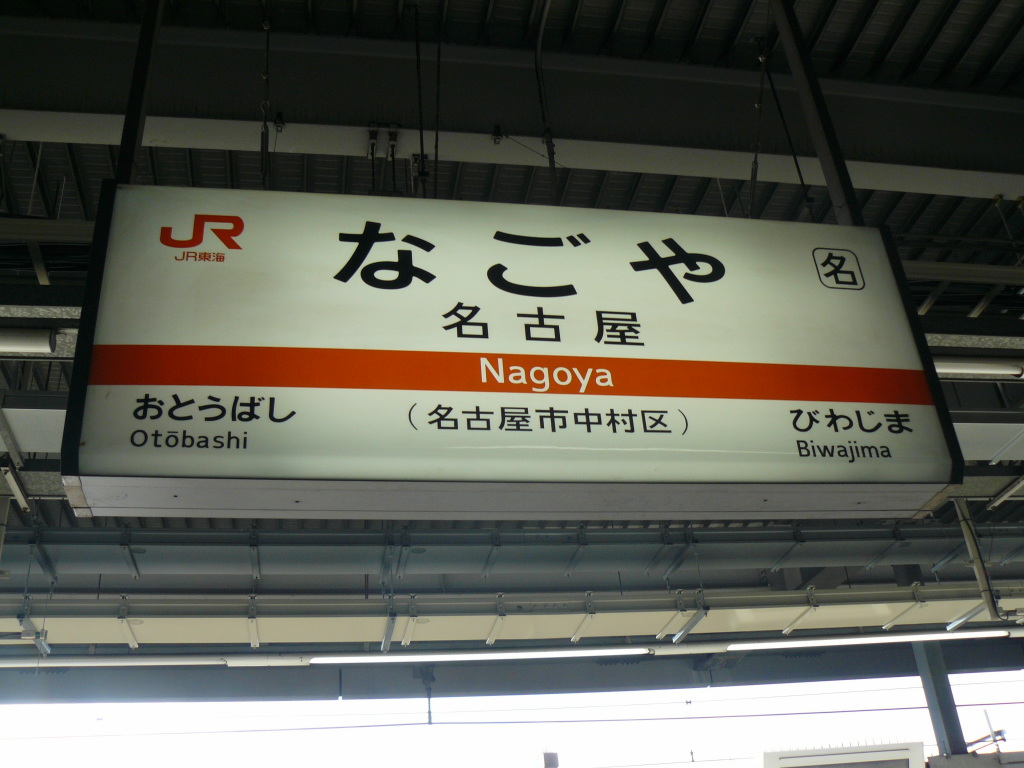 JR
JR東海
なごや
名
名古屋
Nagoya
おとうばし
Otōbashi
(名古屋市中村区)
びわじま
Biwajima